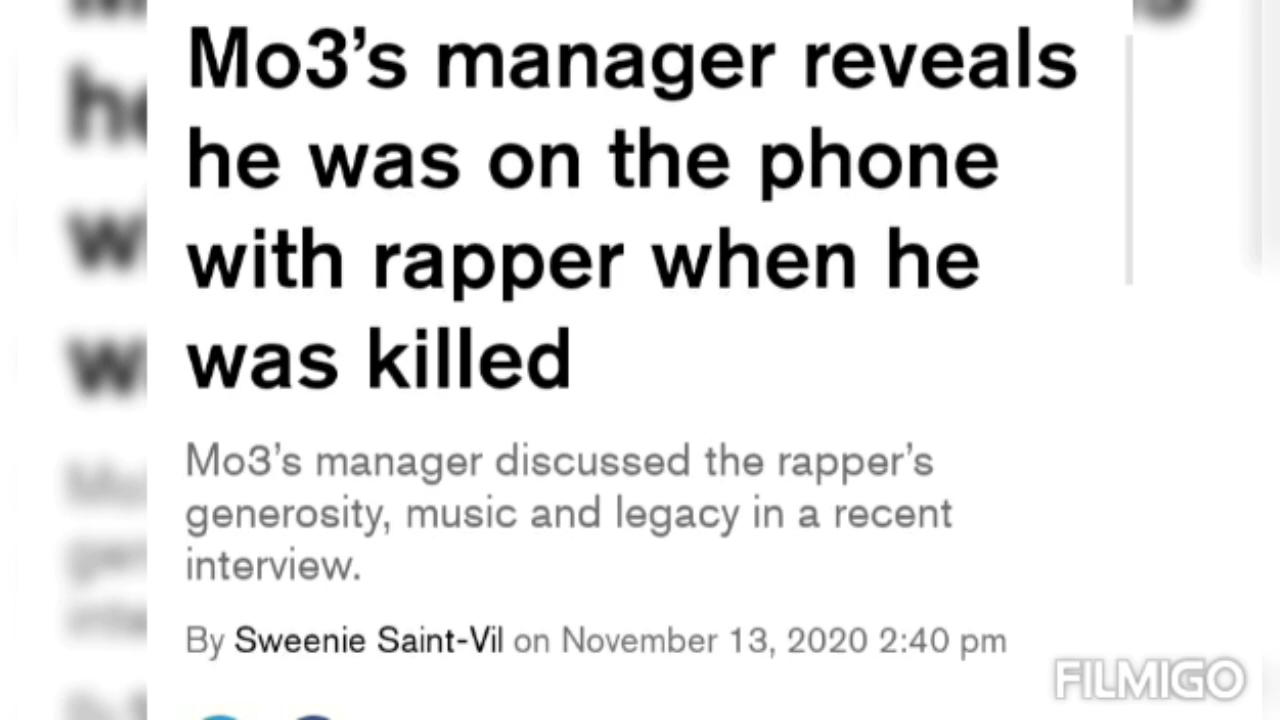 Mo3’s manager reveals
he was on the phone
with rapper when he
was killed
Mo3’s manager discussed the rapper’s
generosity, music and legacy in a recent
interview.
By Sweenie Saint-Vil on November 13, 2020 2:40 pm
FILMIGO